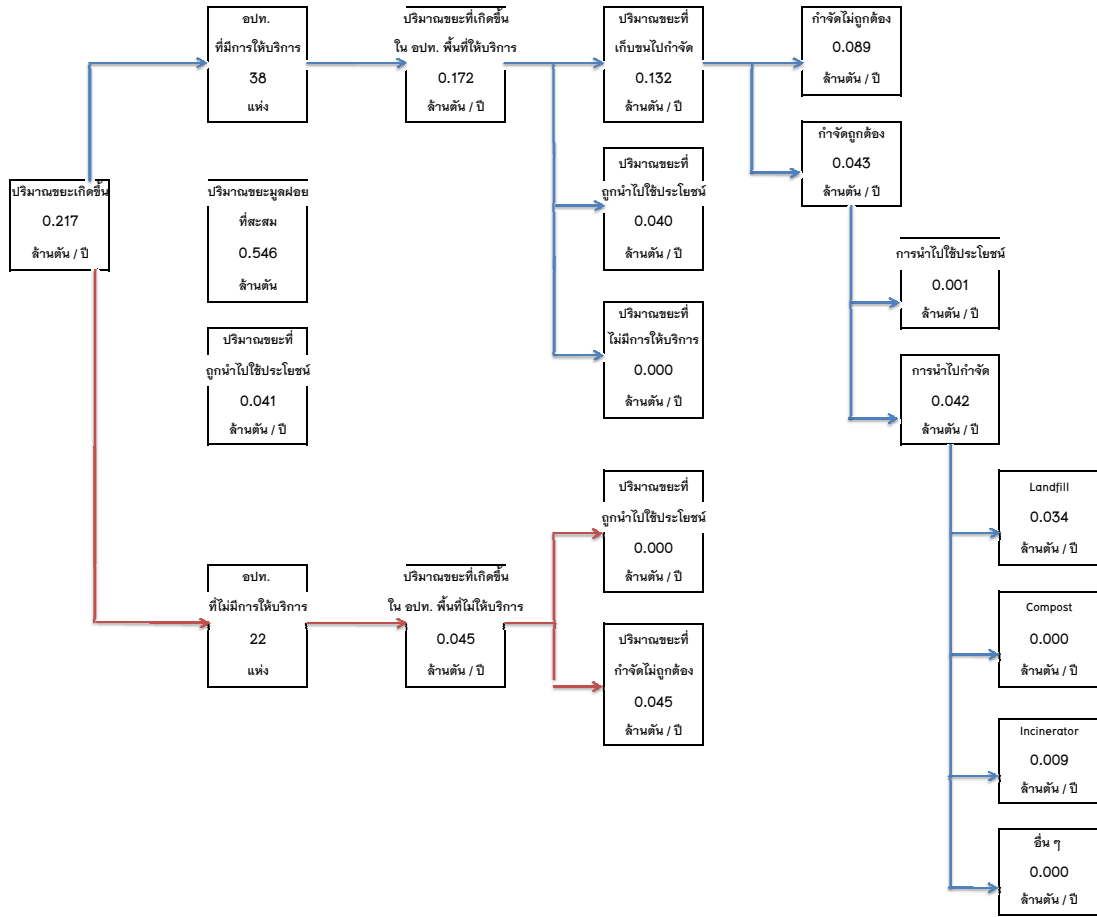 อปท.
ที่มีการให้บริการ
38
แห่ง
ปริมาณขยะที่เกิดขึ้น
ใน อปท. พื้นที่ให้บริการ
0.172
ล้านตัน / ปี
ปริมาณขยะที่
เก็บขนไปกำจัด
0.132
ล้านตัน / ปี
กำจัดไม่ถูกต้อง
0.089
ล้านตัน / ปี
กำจัดถูกต้อง
0.043
ล้านตัน / ปี
ปริมาณขยะเกิดขึ้น
0.217
ล้านตัน / ปี
ปริมาณขยะมูลฝอย
ที่สะสม
0.546
ล้านตัน
ปริมาณขยะที่
ถูกนำไปใช้ประโยชน์
0.040
ล้านตัน / ปี
การนำไปใช้ประโยชน์
0.001
ล้านตัน / ปี
ปริมาณขยะที่
ไม่มีการให้บริการ
0.000
ล้านตัน / ปี
ปริมาณขยะที่
ถูกนำไปใช้ประโยชน์
0.041
ล้านตัน / ปี
การนำไปกำจัด
0.042
ล้านตัน / ปี
ปริมาณขยะที่
ถูกนำไปใช้ประโยชน์
0.000
ล้านตัน / ปี
Landfill
0.034
ล้านตัน / ปี
อปท.
ที่ไม่มีการให้บริการ
22
แห่ง
ปริมาณขยะที่เกิดขึ้น
ใน อปท. พื้นที่ไม่ให้บริการ
0.045
ล้านตัน / ปี
ปริมาณขยะที่
กำจัดไม่ถูกต้อง
0.045
ล้านตัน / ปี
Compost
0.000
ล้านตัน / ปี
Incinerator
0.009
ล้านตัน / ปี
อื่น ๆ
0.000
ล้านตัน / ปี